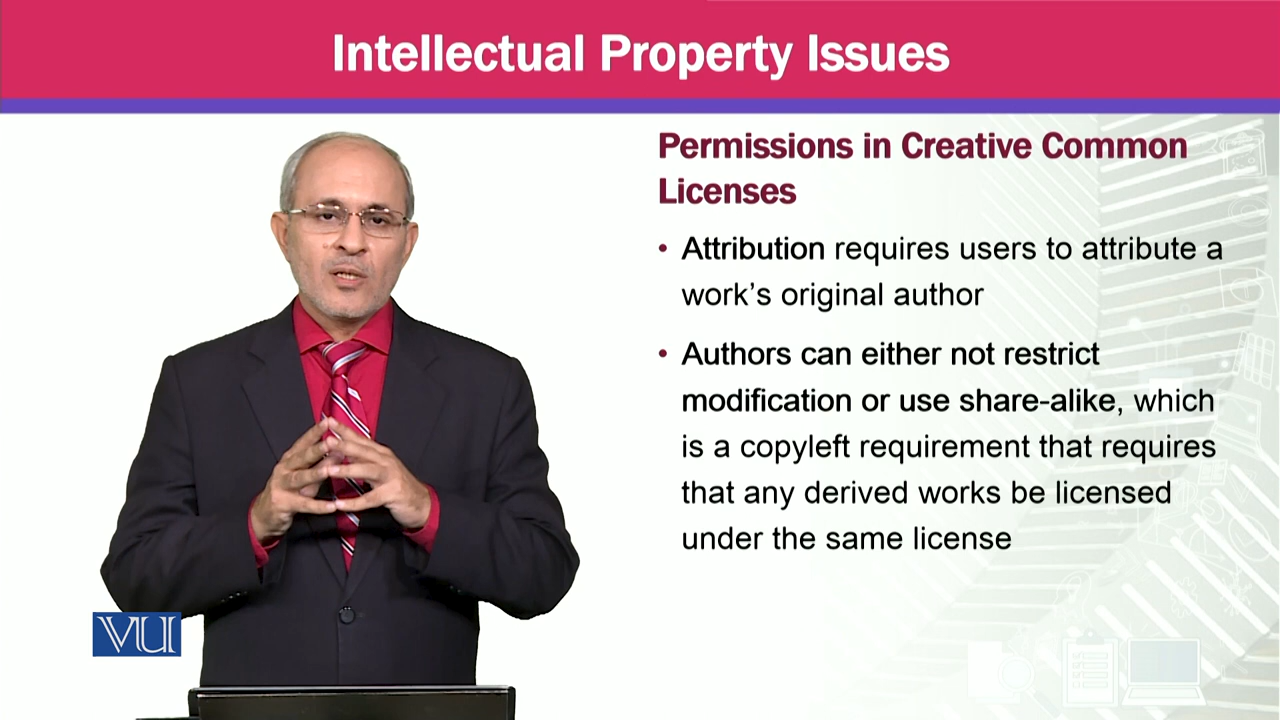 Intellectual Property Issues
Permissions in Creative Common
Licenses
• Attribution requires users to attribute a
work's original author
• Authors can either not restrict
modification or use share-alike, which
is a copyleft requirement that requires
that any derived works be licensed
under the same license
VU